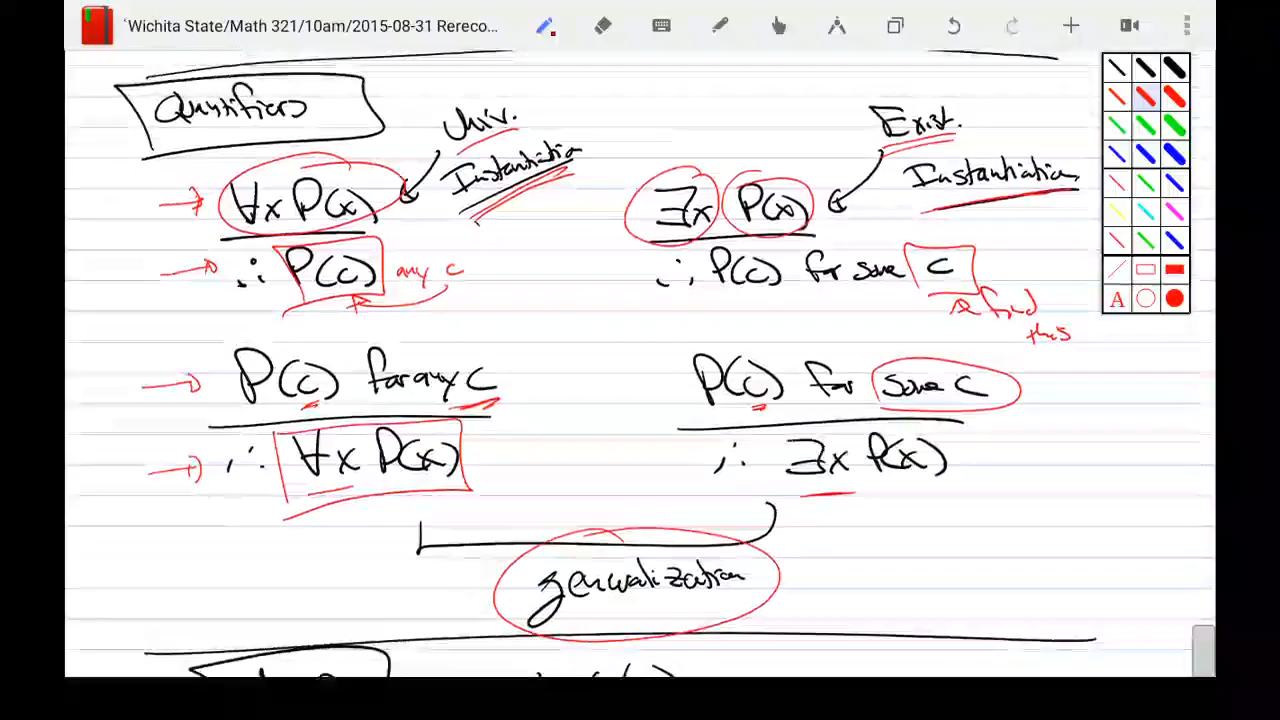 Wichita State/Math 321/10am/2015-08-31 Rereco...
Quantifiers
Univ.
Instantiation
Exist.
Instantiation
∀x P(x)
∴ P(c) any c
∃x P(x)
∴ P(c) for some c
find
this
P(c) for any c
∴ ∀x P(x)
P(c) for some c
∴ ∃x P(x)
generalization
A